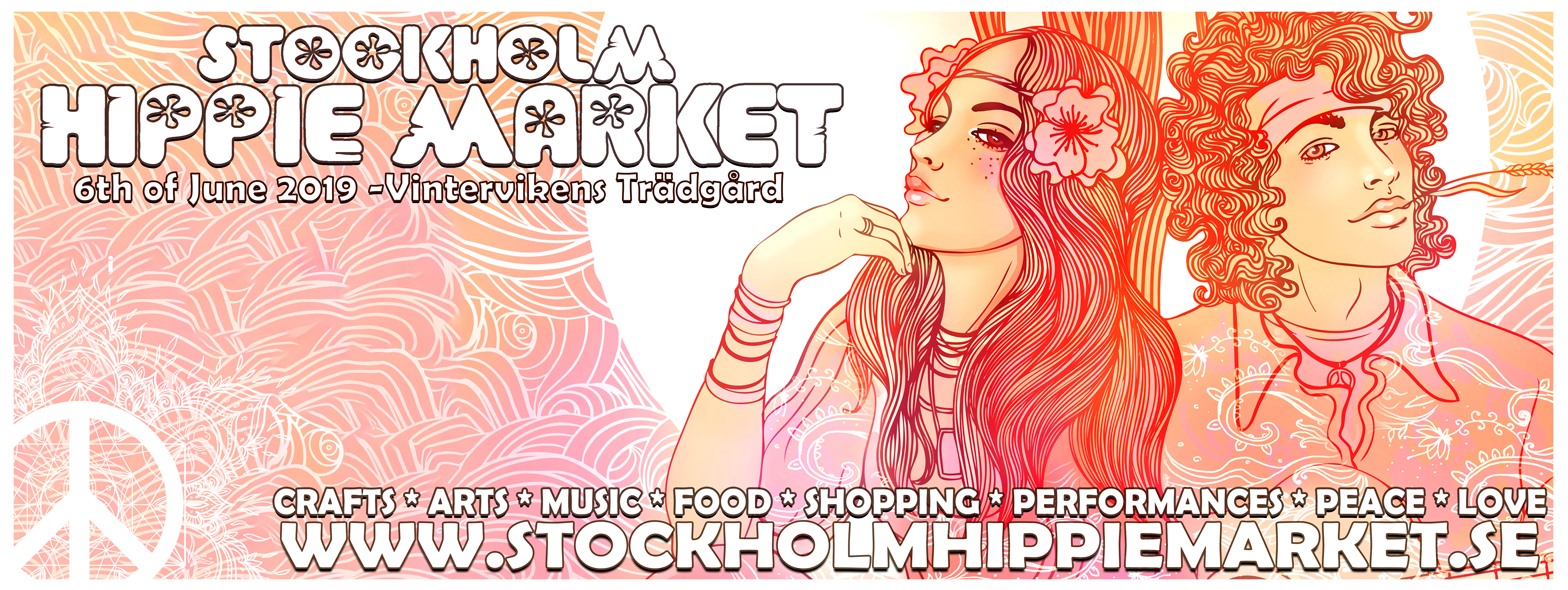 STOCKHOLM
HIPPIE MARKET
6th of June 2019 -Vintervikens Trädgård
CRAFTS * ARTS * MUSIC * FOOD * SHOPPING * PERFORMANCES * PEACE * LOVE
WWW.STOCKHOLMHIPPIEMARKET.SE